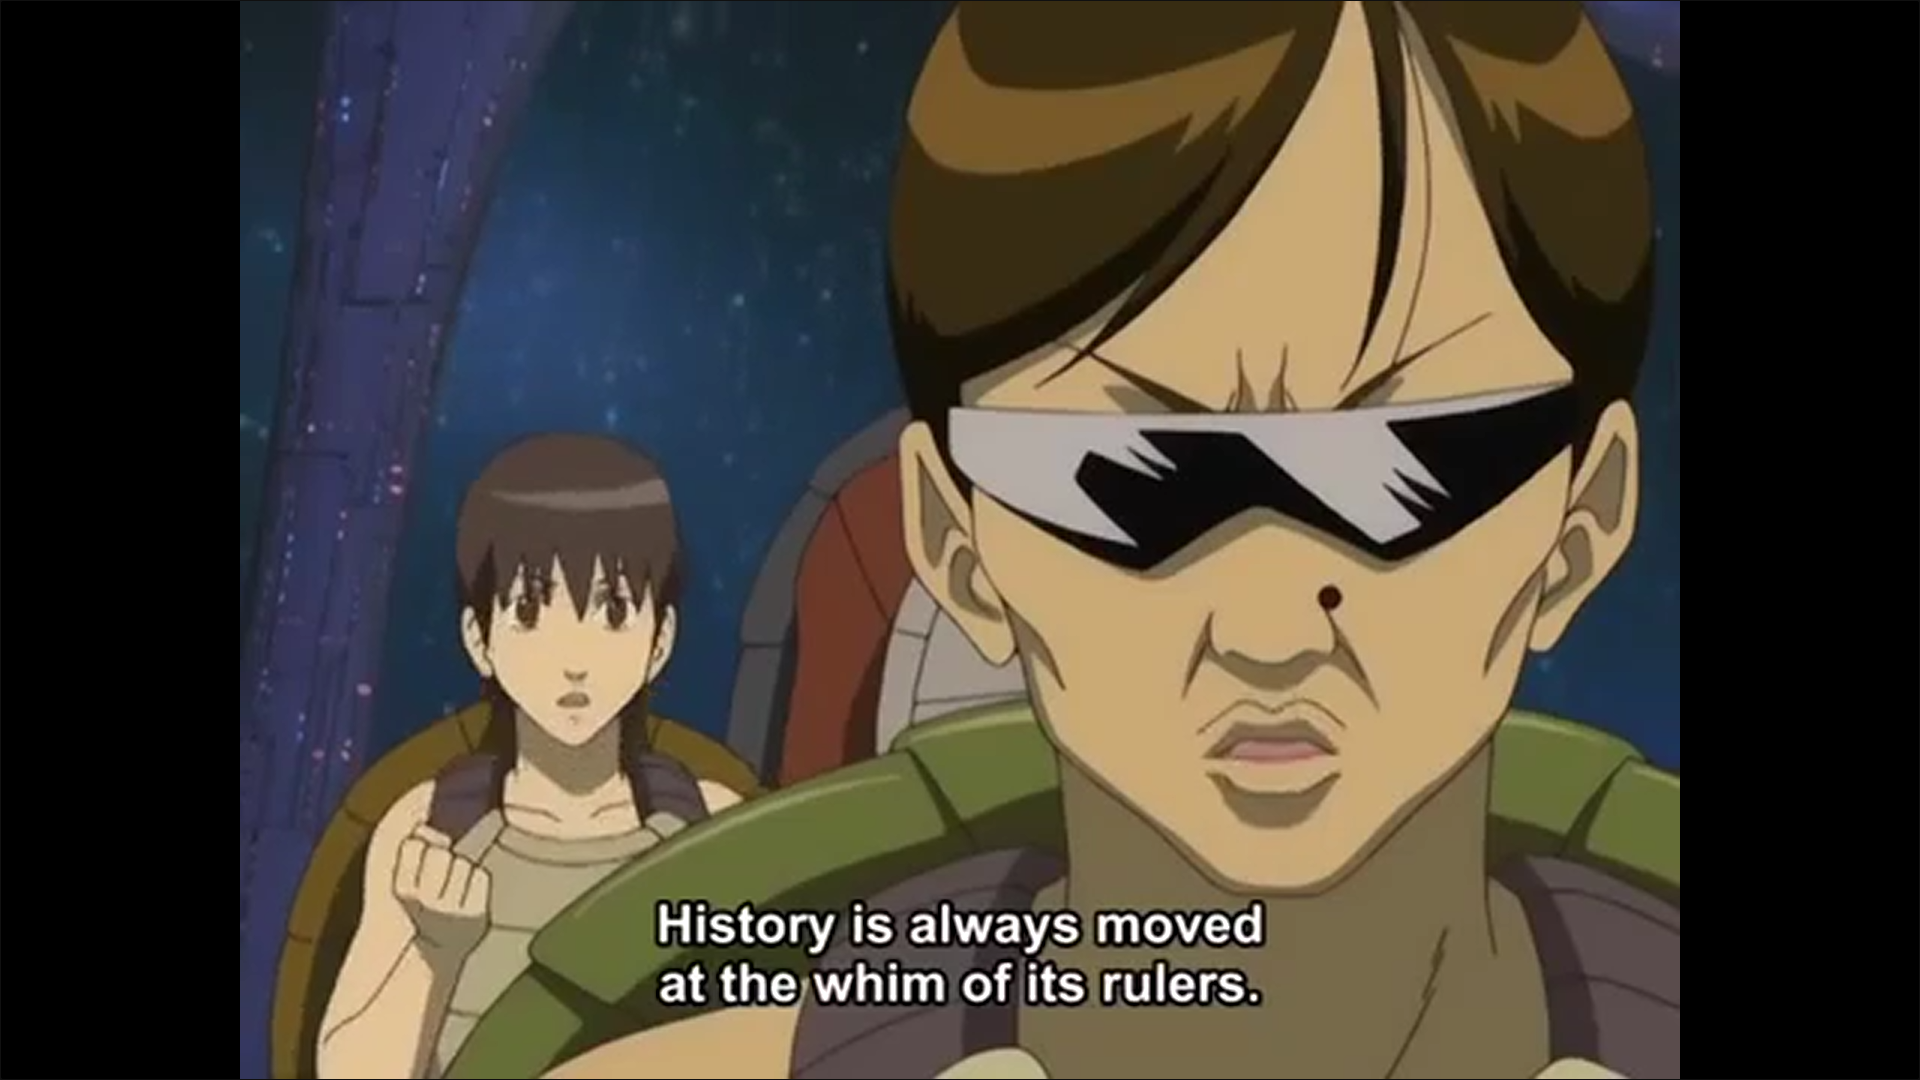 History is always moved
at the whim of its rulers.